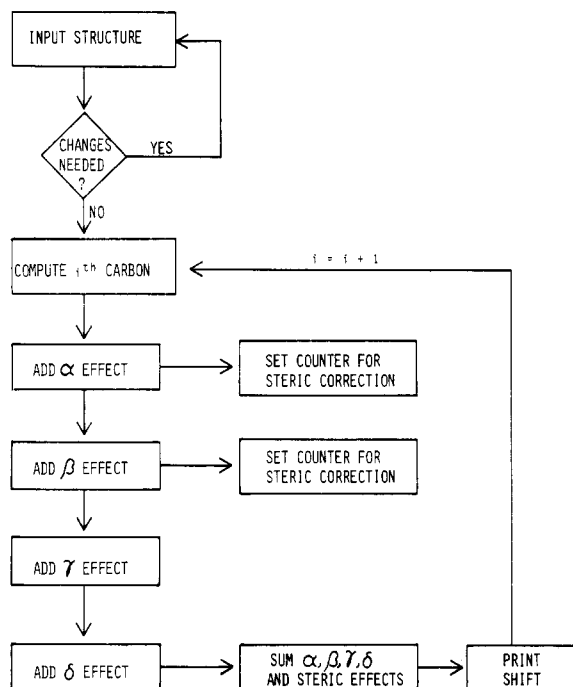 INPUT STRUCTURE
CHANGES
NEEDED
?
YES
NO
COMPUTE ith CARBON
i = i + 1
ADD α EFFECT
SET COUNTER FOR
STERIC CORRECTION
ADD β EFFECT
SET COUNTER FOR
STERIC CORRECTION
ADD γ EFFECT
ADD δ EFFECT
SUM α, β, γ, δ
AND STERIC EFFECTS
PRINT
SHIFT